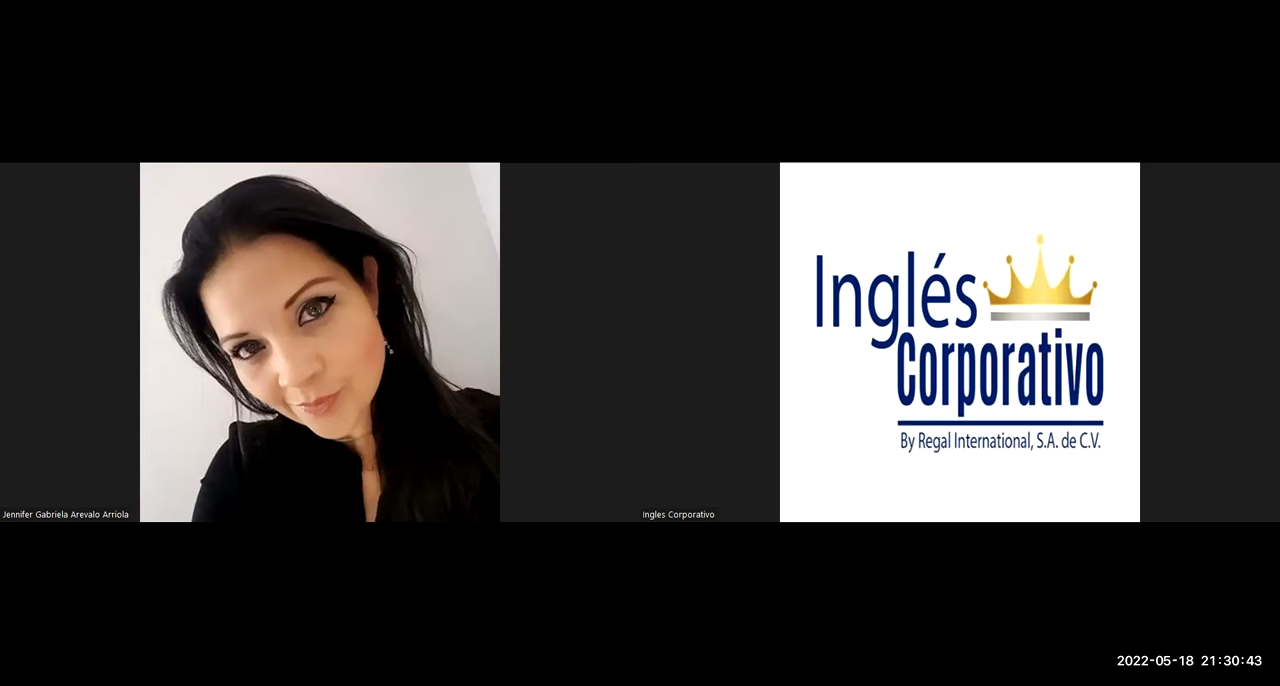 Inglés
Corporativo
By Regal International, S.A. de C.V.
Jennifer Gabriela Arevalo Arriola
Ingles Corporativo
2022-05-18 21:30:43